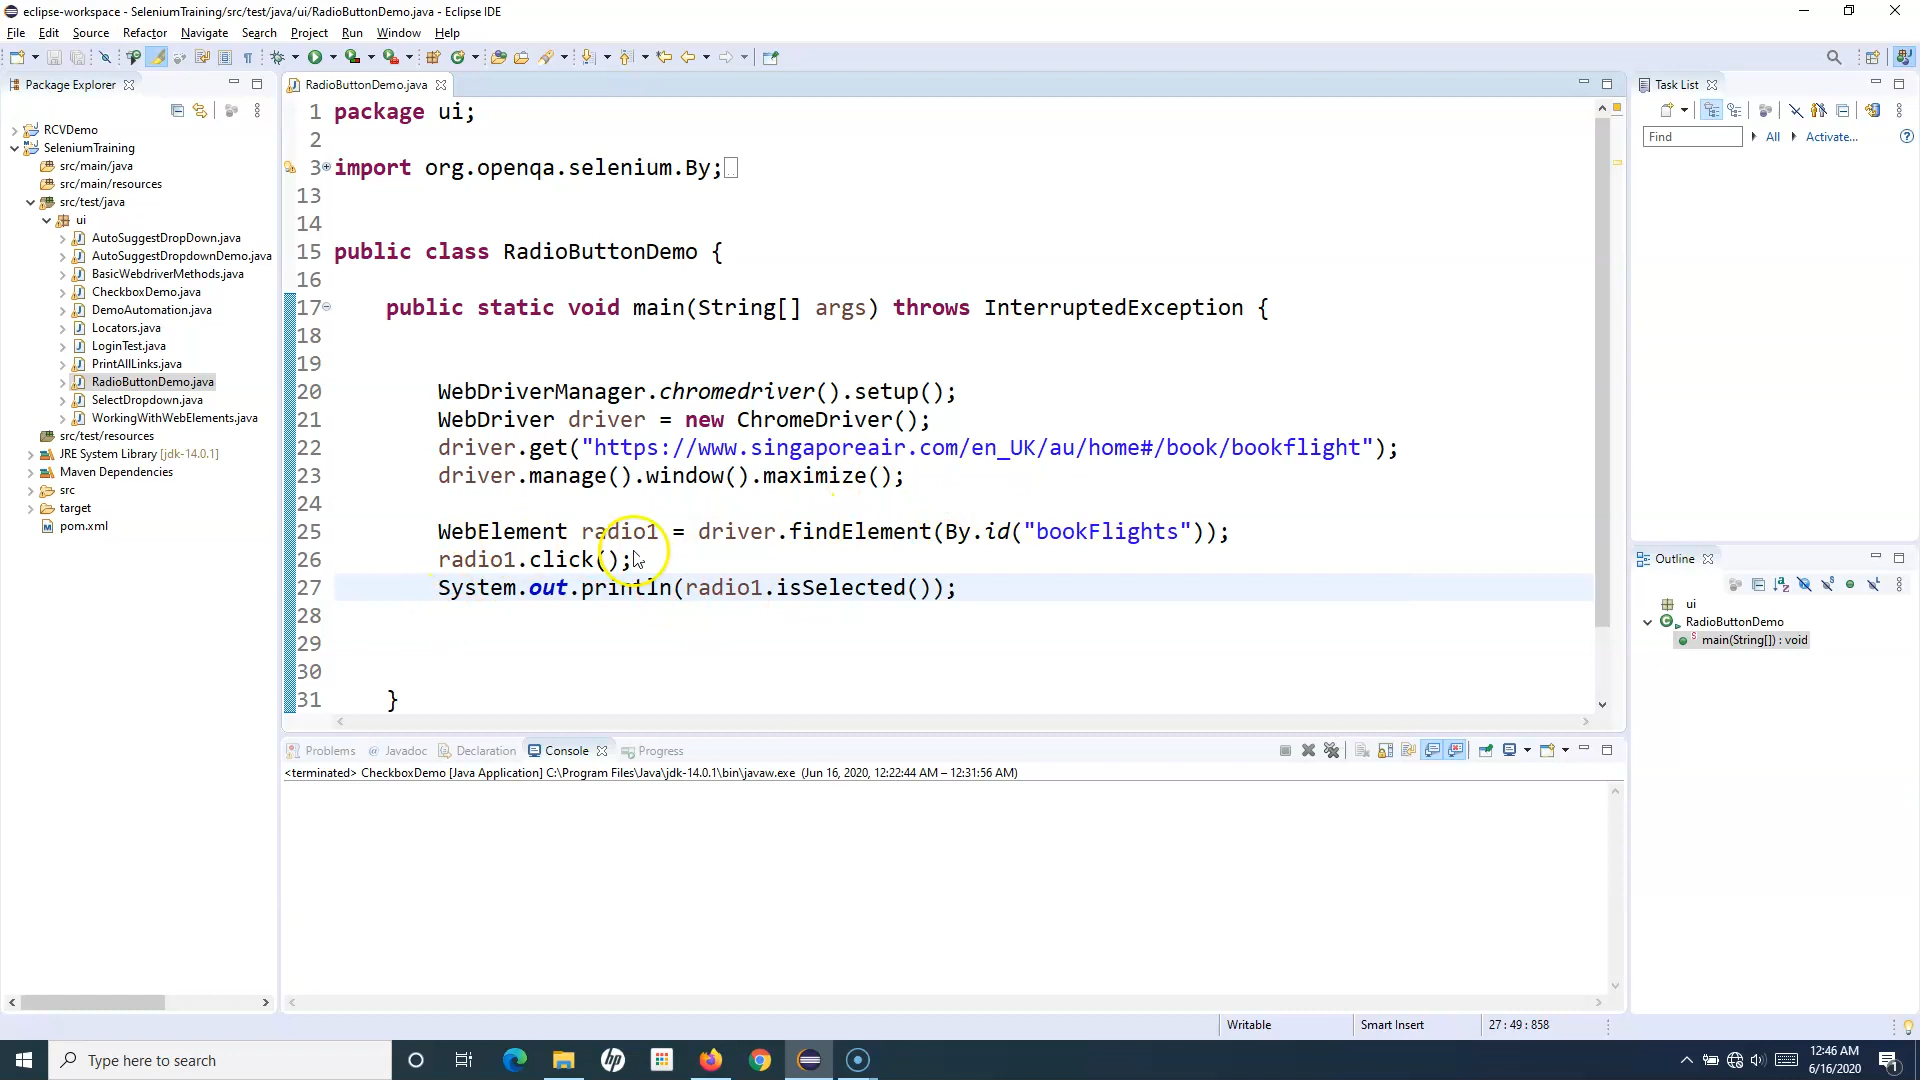 eclipse-workspace - SeleniumTraining/src/test/java/ui/RadioButtonDemo.java - Eclipse IDE
File Edit Source Refactor Navigate Search Project Run Window Help
Package Explorer
RCVDemo
SeleniumTraining
src/main/java
src/main/resources
src/test/java
ui
AutoSuggestDropDown.java
AutoSuggestDropdownDemo.java
BasicWebdriverMethods.java
CheckboxDemo.java
DemoAutomation.java
Locators.java
LoginTest.java
PrintAllLinks.java
RadioButtonDemo.java
SelectDropdown.java
WorkingWithWebElements.java
src/test/resources
JRE System Library [jdk-14.0.1]
Maven Dependencies
src
target
pom.xml
RadioButtonDemo.java
1 package ui;
2
3 import org.openqa.selenium.By;
13
14
15 public class RadioButtonDemo {
16
17 public static void main(String[] args) throws InterruptedException {
18
19
20 WebDriverManager.chromedriver().setup();
21 WebDriver driver = new ChromeDriver();
22 driver.get("https://www.singaporeair.com/en_UK/au/home#/book/bookflight");
23 driver.manage().window().maximize();
24
25 WebElement radio1 = driver.findElement(By.id("bookFlights"));
26 radio1.click();
27 System.out.println(radio1.isSelected());
28
29
30
31 }
Problems @ Javadoc Declaration Console Progress
<terminated> CheckboxDemo [Java Application] C:\Program Files\Java\jdk-14.0.1\bin\javaw.exe (Jun 16, 2020, 12:22:44 AM – 12:31:56 AM)
Task List
Find All Activate...
Outline
ui
RadioButtonDemo
main(String[]) : void
Writable Smart Insert 27 : 49 : 858
Type here to search
12:46 AM
6/16/2020